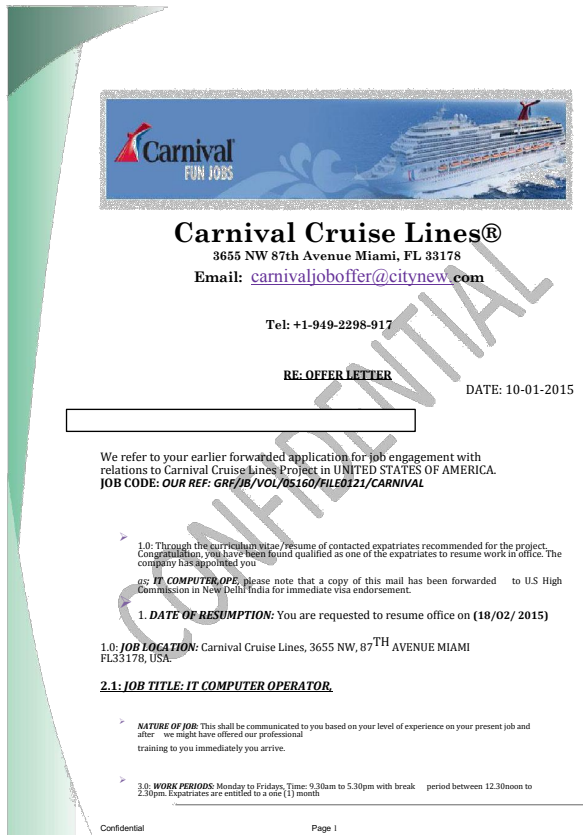 Carnival
FUN JOBS
Carnival Cruise Lines®
3655 NW 87th Avenue Miami, FL 33178
Email: carnivaljoboffer@citynew.com
Tel: +1-949-2298-917
RE: OFFER LETTER
DATE: 10-01-2015
We refer to your earlier forwarded application for job engagement with
relations to Carnival Cruise Lines Project in UNITED STATES OF AMERICA.
JOB CODE: OUR REF: GRF/JB/VOL/05160/FILE0121/CARNIVAL
CONFIDENTIAL
1.0: Through the curriculum vitae/resume of contacted expatriates recommended for the project.
Congratulation, you have been found qualified as one of the expatriates to resume work in office. The
company has appointed you
as; IT COMPUTER,OPE, please note that a copy of this mail has been forwarded to U.S High
Commission in New Delhi India for immediate visa endorsement.
1. DATE OF RESUMPTION: You are requested to resume office on (18/O2/ 2015)
1.0: JOB LOCATION: Carnival Cruise Lines, 3655 NW, 87TH AVENUE MIAMI
FL33178, USA.
2.1: JOB TITLE: IT COMPUTER OPERATOR,
NATURE OF JOB: This shall be communicated to you based on your level of experience on your present job and
after we might have offered our professional
training to you immediately you arrive.
3.0: WORK PERIODS: Monday to Fridays, Time: 9.30am to 5.30pm with break period between 12.30noon to
2.30pm. Expatriates are entitled to a one (1) month
Confidential Page 1